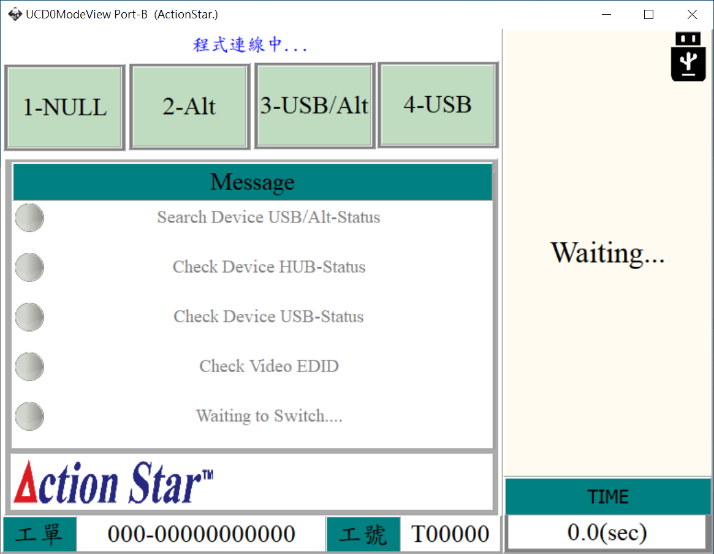 UCD0ModeView Port-B (ActionStar.)
程式連線中...
1-NULL
2-Alt
3-USB/Alt
4-USB
Message
Search Device USB/Alt-Status
Check Device HUB-Status
Check Device USB-Status
Check Video EDID
Waiting to Switch....
Action Star™
工單
000-00000000000
工號
T00000
Waiting...
TIME
0.0(sec)